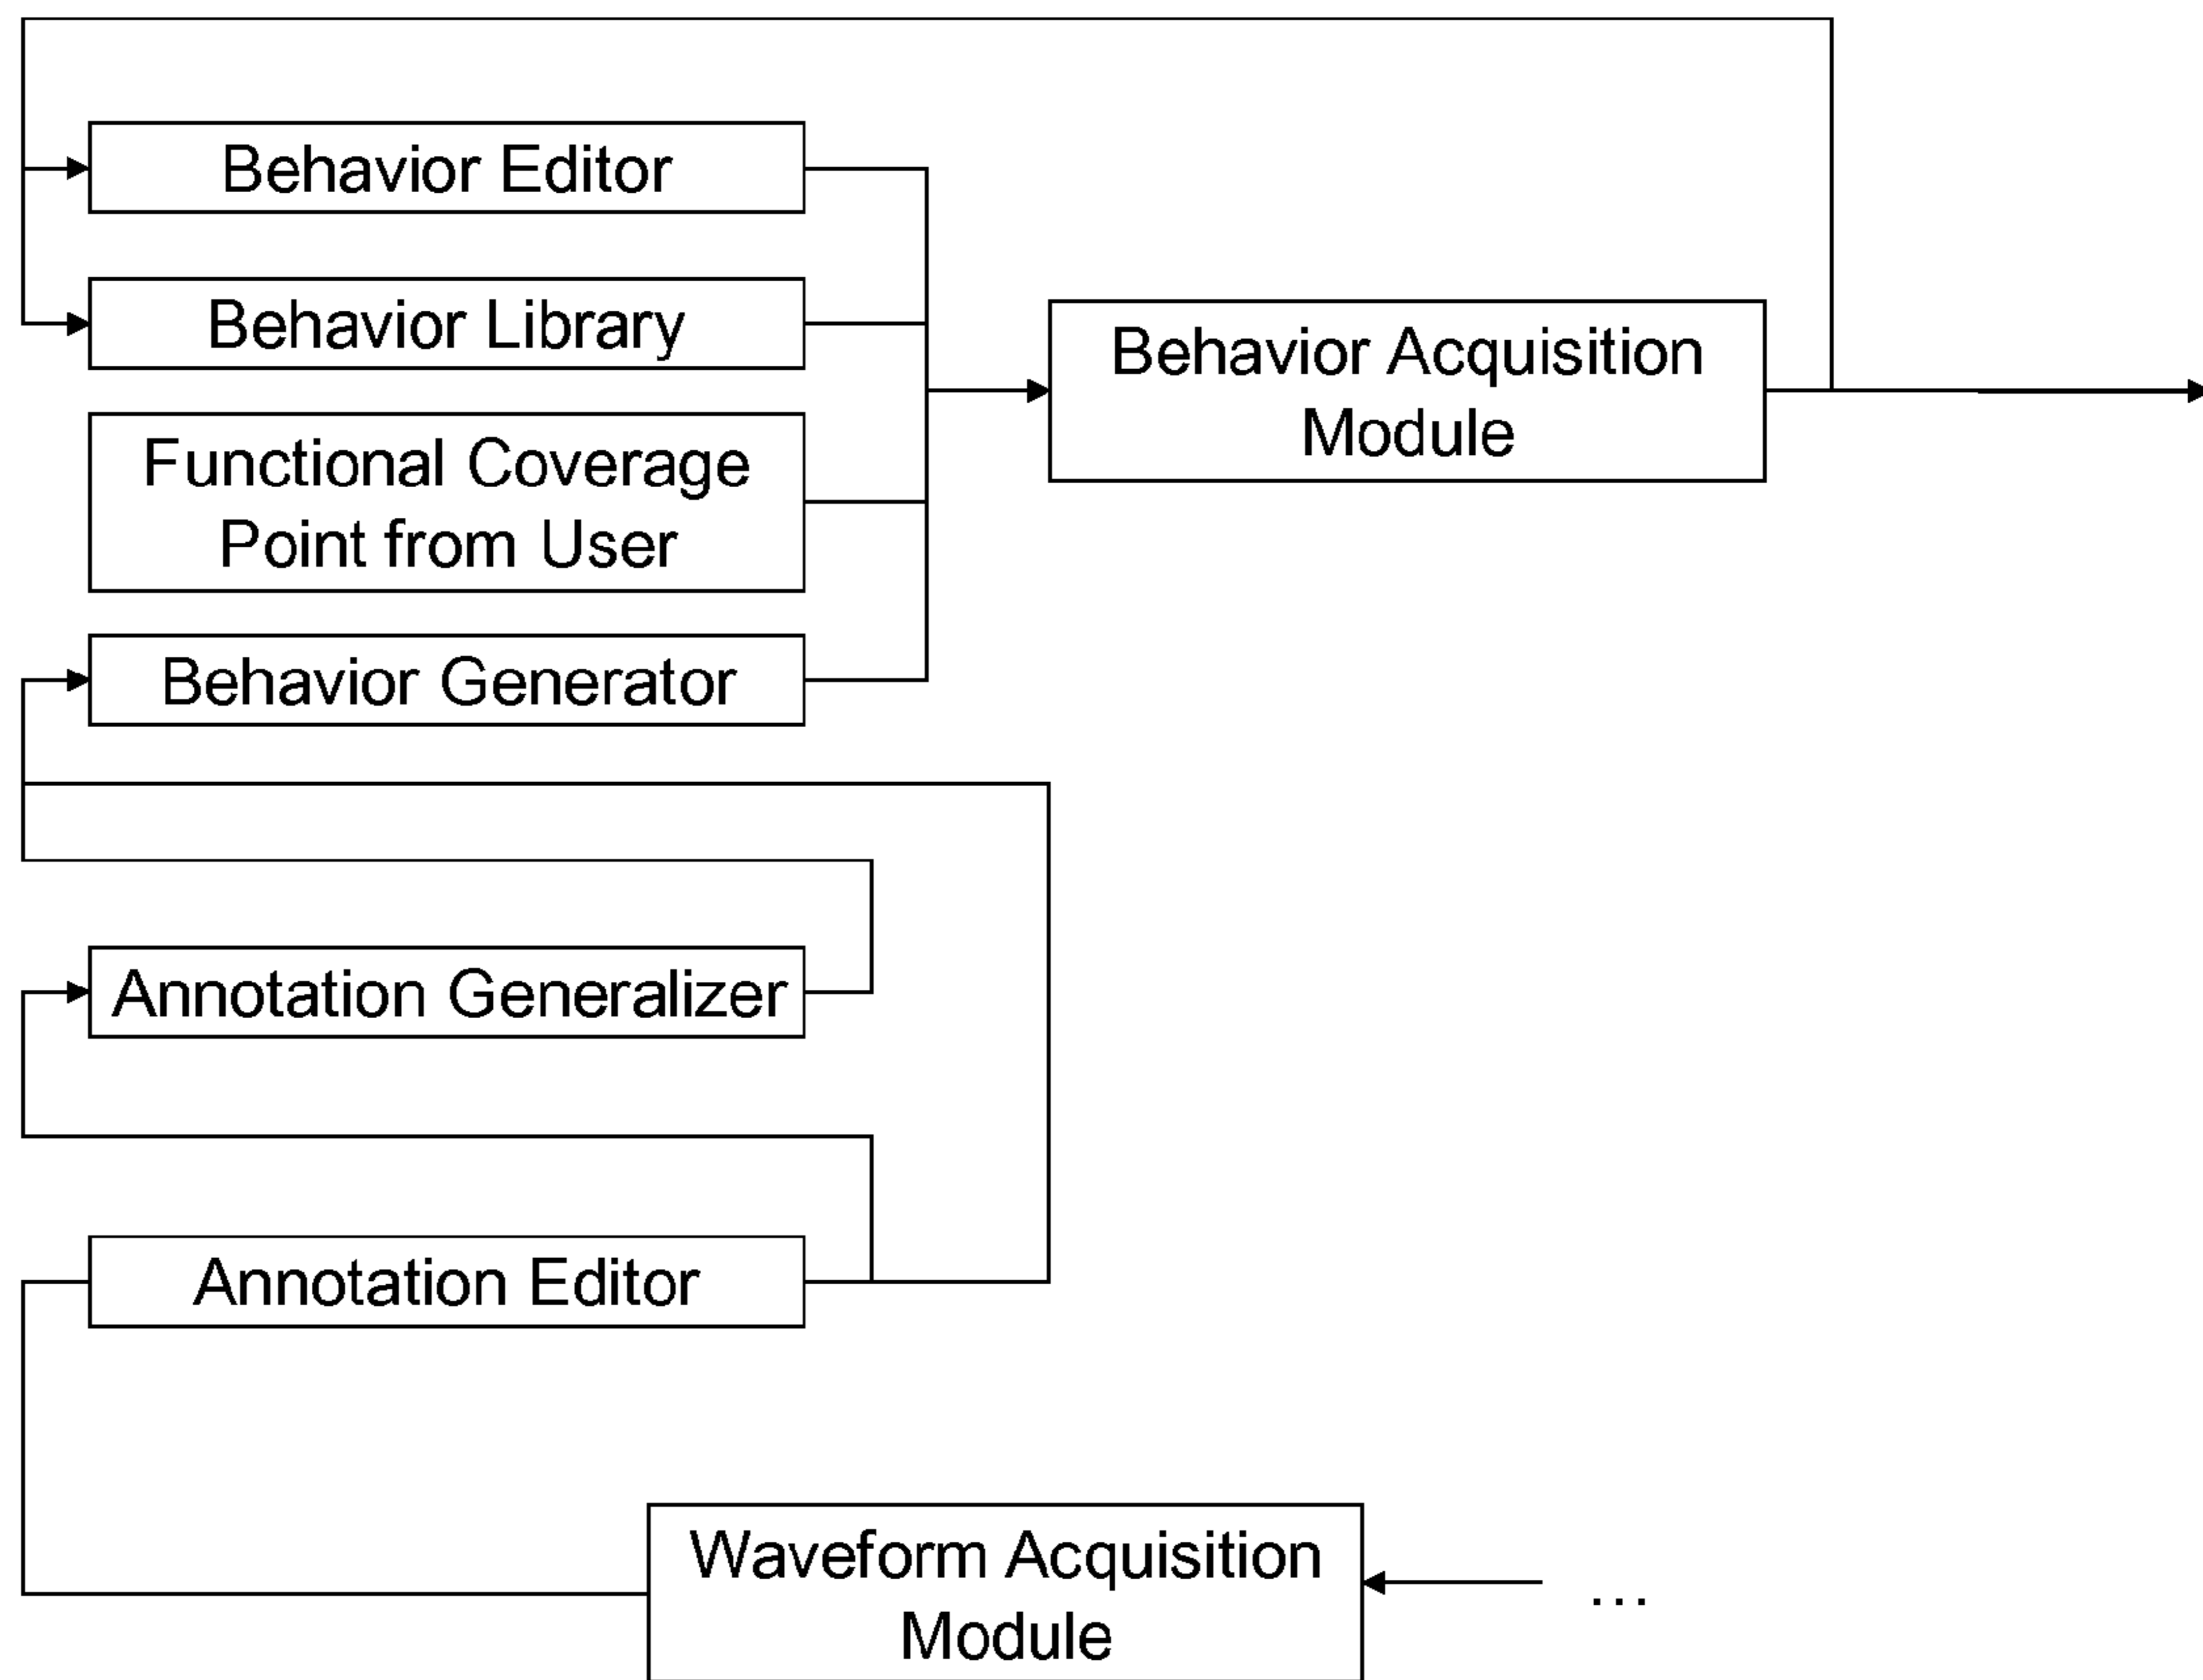 Behavior Editor
Behavior Library
Behavior Acquisition
Module
Functional Coverage
Point from User
Behavior Generator
Annotation Generalizer
Annotation Editor
Waveform Acquisition
Module
...